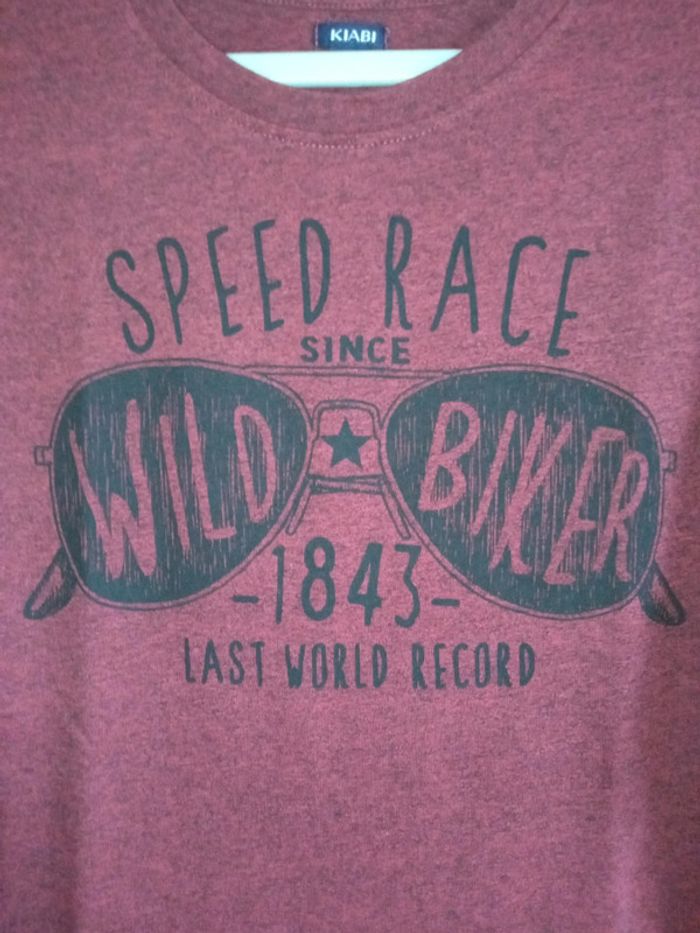 KIABI
SPEED RACE
SINCE
WILD BIKER
-1843-
LAST WORLD RECORD